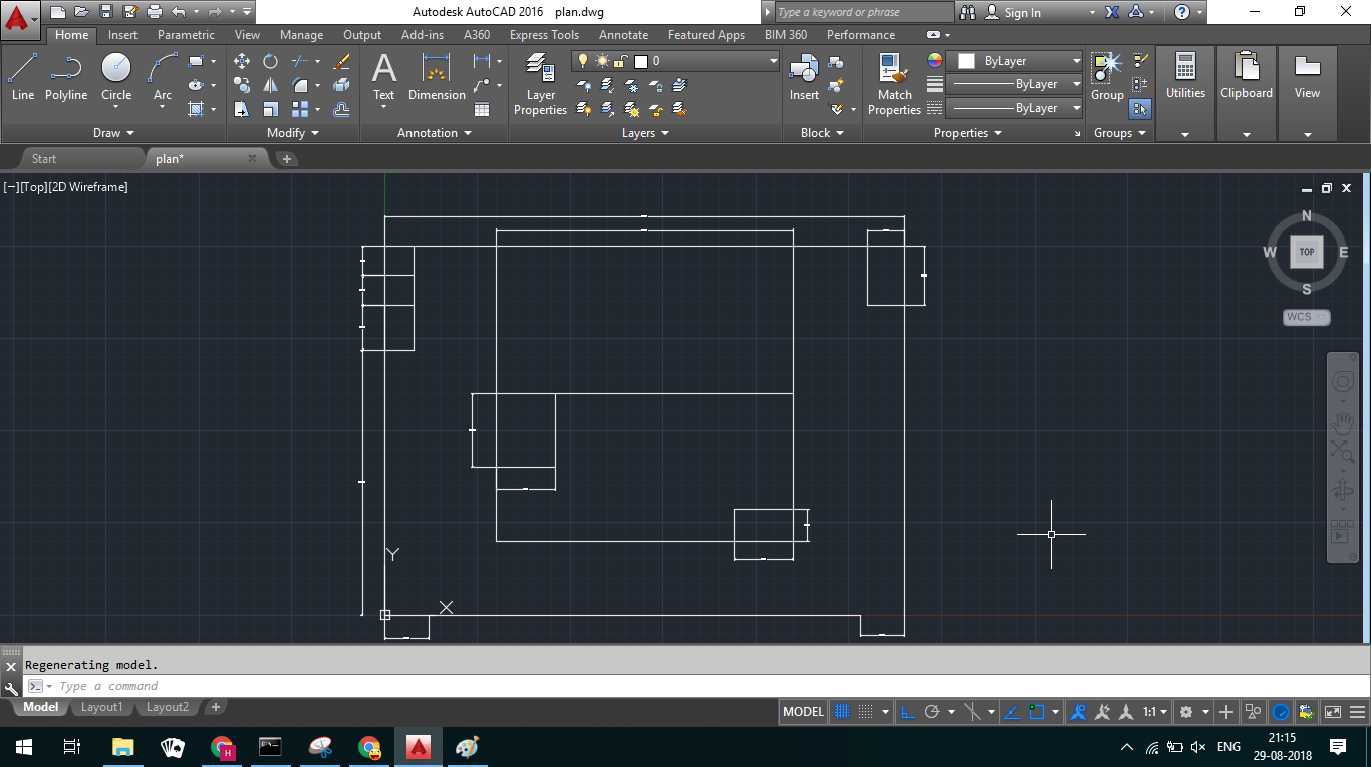 Autodesk AutoCAD 2016 plan.dwg
Type a keyword or phrase
Sign In
Home Insert Parametric View Manage Output Add-ins A360 Express Tools Annotate Featured Apps BIM 360 Performance
Line Polyline Circle Arc
Draw
Modify
Text Dimension
Annotation
Layer Properties
0
Layers
Insert
Block
Match Properties
ByLayer
ByLayer
ByLayer
Properties
Group
Groups
Utilities
Clipboard
View
Start plan*
[−][Top][2D Wireframe]
N
W TOP E
S
WCS
Y
X
Regenerating model.
Type a command
Model Layout1 Layout2
MODEL 1:1
H
ENG
21:15
29-08-2018